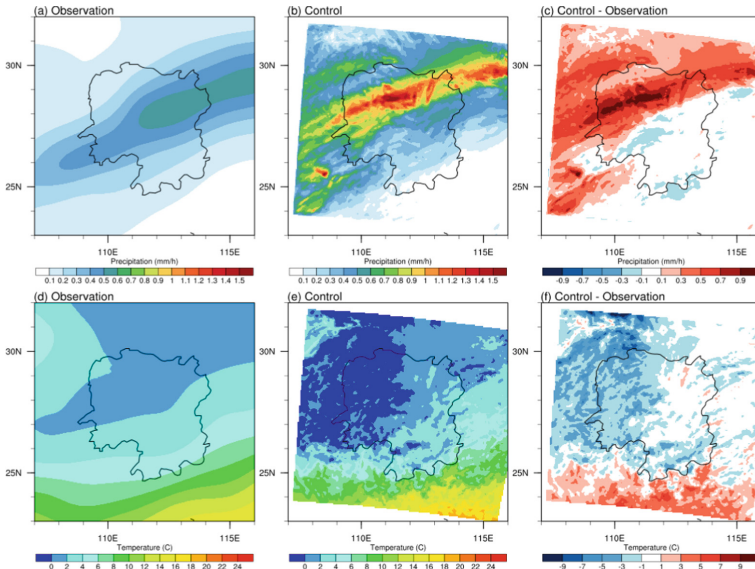 (a) Observation
(b) Control
(c) Control - Observation
30N
30N
30N
25N
25N
25N
110E 115E
110E 115E
110E 115E
Precipitation (mm/h)
Precipitation (mm/h)
Precipitation (mm/h)
0.1 0.2 0.3 0.4 0.5 0.6 0.7 0.8 0.9 1 1.1 1.2 1.3 1.4 1.5
0.1 0.2 0.3 0.4 0.5 0.6 0.7 0.8 0.9 1 1.1 1.2 1.3 1.4 1.5
-0.9 -0.7 -0.5 -0.3 -0.1 0.1 0.3 0.5 0.7 0.9
(d) Observation
(e) Control
(f) Control - Observation
30N
30N
30N
25N
25N
25N
110E 115E
110E 115E
110E 115E
Temperature (C)
Temperature (C)
Temperature (C)
0 2 4 6 8 10 12 14 16 18 20 22 24
0 2 4 6 8 10 12 14 16 18 20 22 24
-9 -7 -5 -3 -1 1 3 5 7 9